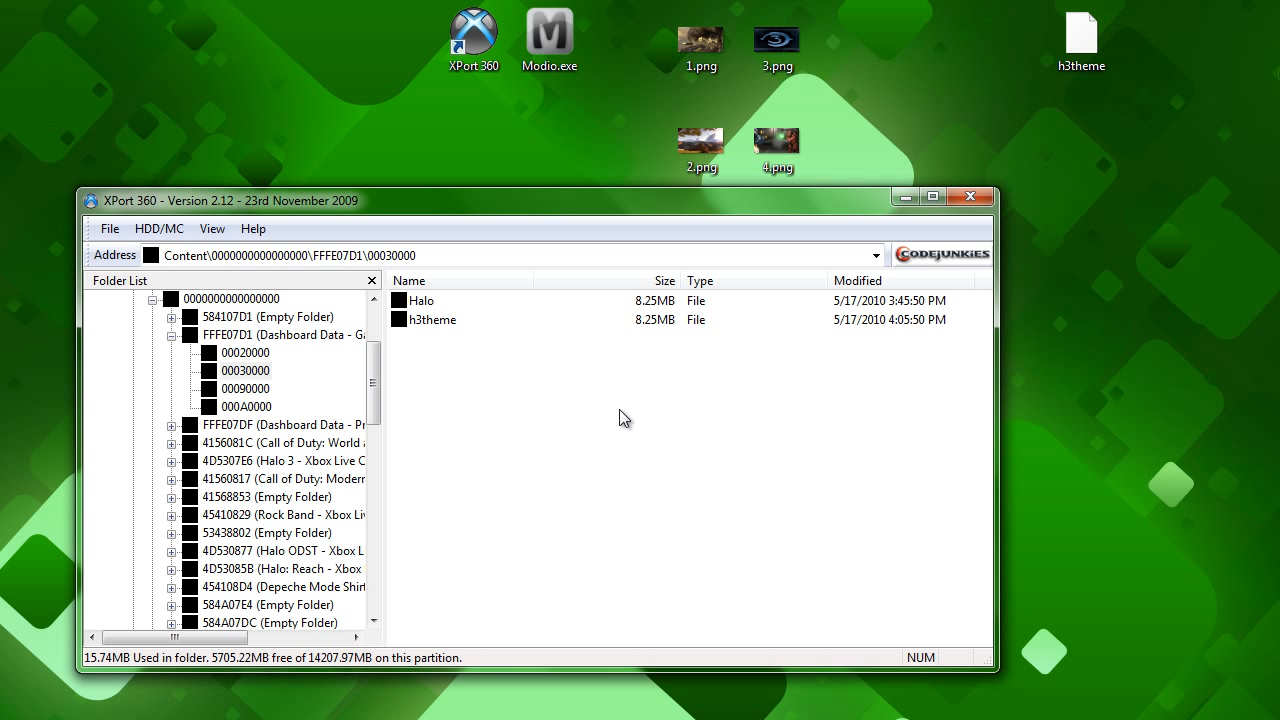 XPort 360
Modio.exe
1.png
3.png
h3theme
2.png
4.png
XPort 360 - Version 2.12 - 23rd November 2009
File HDD/MC View Help
Address Content\0000000000000000\FFFE07D1\00030000
CODEJUNKIES
Folder List
Name Size Type Modified
0000000000000000
584107D1 (Empty Folder)
FFFE07D1 (Dashboard Data - Ga
00020000
00030000
00090000
000A0000
FFFE07DF (Dashboard Data - Pr
4156081C (Call of Duty: World a
4D5307E6 (Halo 3 - Xbox Live C
41560817 (Call of Duty: Modern
41568853 (Empty Folder)
45410829 (Rock Band - Xbox Liv
53438802 (Empty Folder)
4D530877 (Halo ODST - Xbox L
4D53085B (Halo: Reach - Xbox
454108D4 (Depeche Mode Shirt
584A07E4 (Empty Folder)
584A07DC (Empty Folder)
Halo 8.25MB File 5/17/2010 3:45:50 PM
h3theme 8.25MB File 5/17/2010 4:05:50 PM
15.74MB Used in folder. 5705.22MB free of 14207.97MB on this partition.
NUM